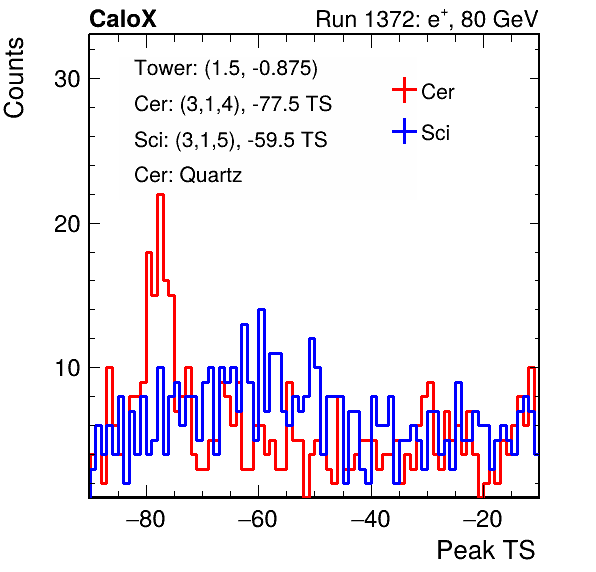 CaloX Run 1372: e⁺, 80 GeV
Tower: (1.5, -0.875)
Cer: (3,1,4), -77.5 TS
Sci: (3,1,5), -59.5 TS
Cer: Quartz
Cer
Sci
Counts
30
20
10
−80 −60 −40 −20
Peak TS